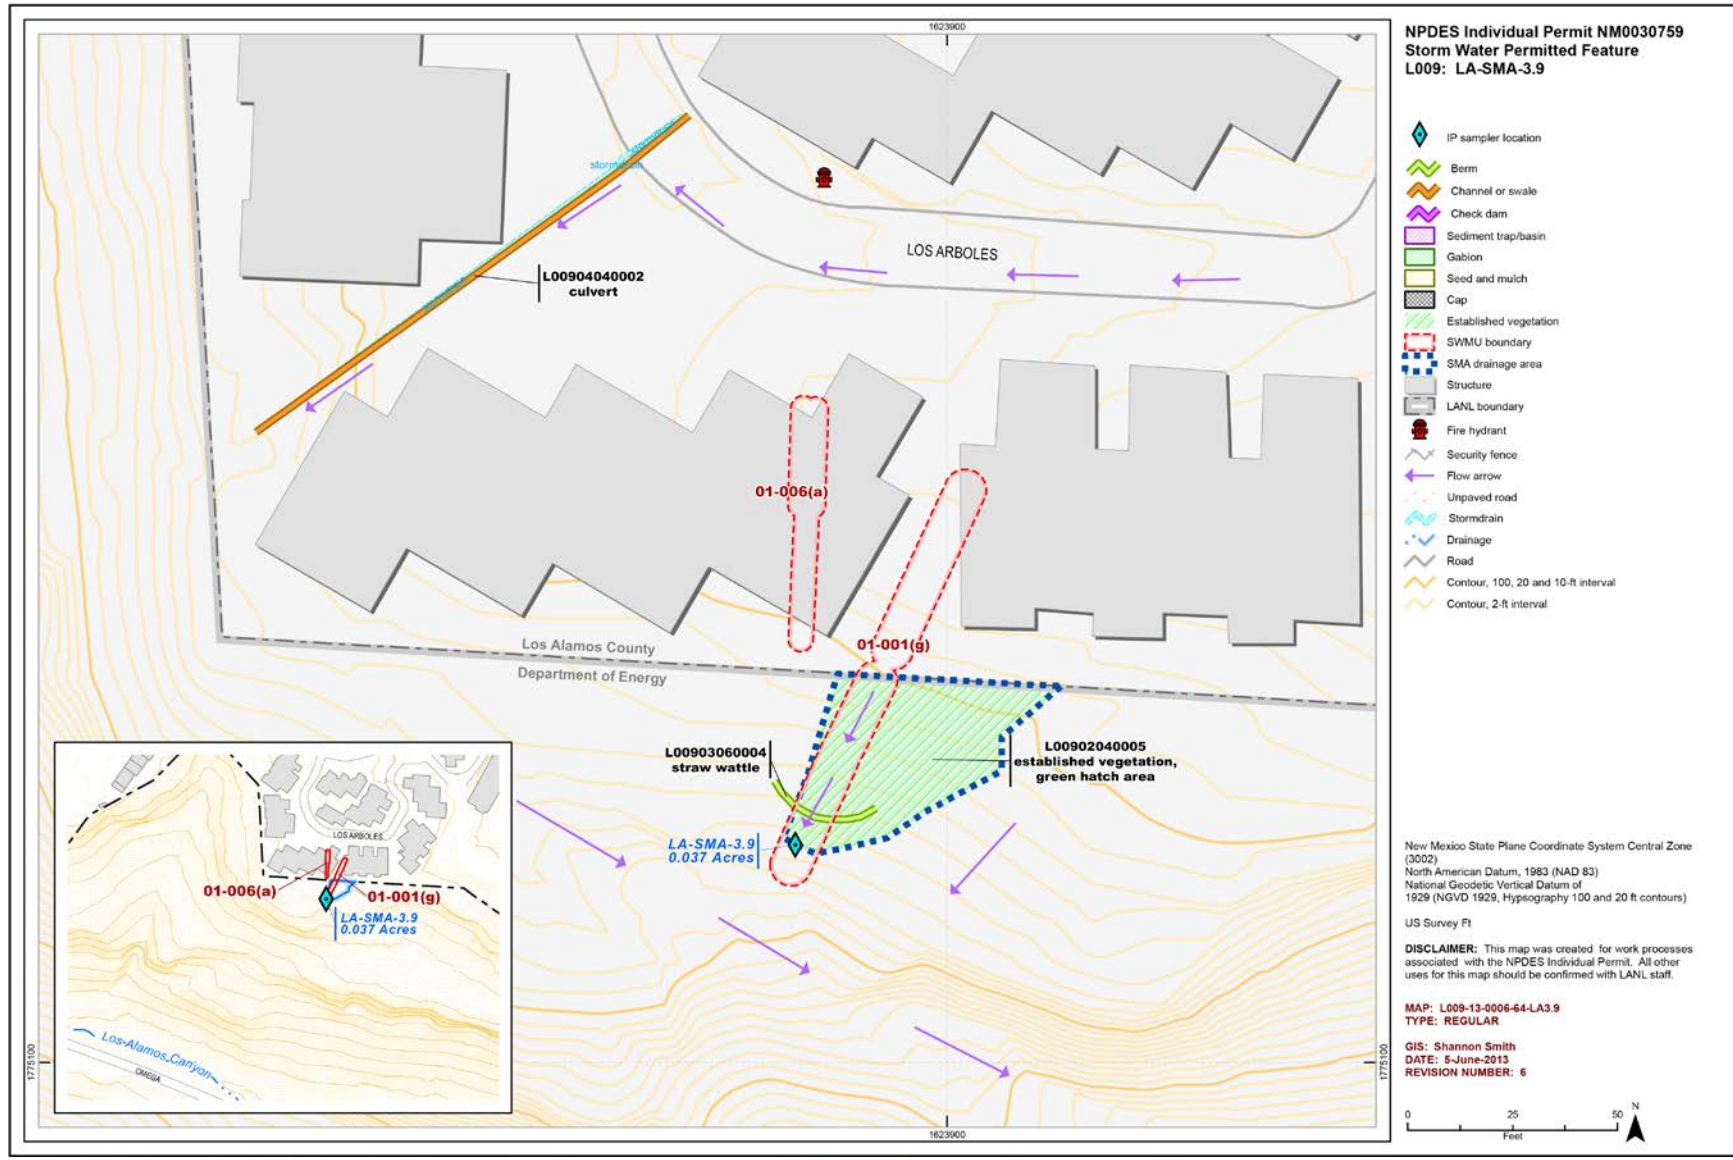 1623900
NPDES Individual Permit NM0030759
Storm Water Permitted Feature
L009: LA-SMA-3.9
IP sampler location
Berm
Channel or swale
Check dam
Sediment trap/basin
Gabion
Seed and mulch
Cap
Established vegetation
SWMU boundary
SMA drainage area
Structure
LANL boundary
Fire hydrant
Security fence
Flow arrow
Unpaved road
Stormdrain
Drainage
Road
Contour, 100, 20 and 10-ft interval
Contour, 2-ft interval
stormdrain
stormdrain
LOS ARBOLES
L00904040002
culvert
01-006(a)
01-001(g)
Los Alamos County
Department of Energy
L00903060004
straw wattle
L00902040005
established vegetation,
green hatch area
LA-SMA-3.9
0.037 Acres
LOS ARBOLES
01-006(a)
01-001(g)
LA-SMA-3.9
0.037 Acres
Los Alamos Canyon
OMEGA
1775100
1775100
1623900
New Mexico State Plane Coordinate System Central Zone
(3002)
North American Datum, 1983 (NAD 83)
National Geodetic Vertical Datum of
1929 (NGVD 1929, Hypsography 100 and 20 ft contours)
US Survey Ft
DISCLAIMER: This map was created for work processes
associated with the NPDES Individual Permit. All other
uses for this map should be confirmed with LANL staff.
MAP: L009-13-0006-64-LA3.9
TYPE: REGULAR
GIS: Shannon Smith
DATE: 5-June-2013
REVISION NUMBER: 6
0 25 50
Feet
N